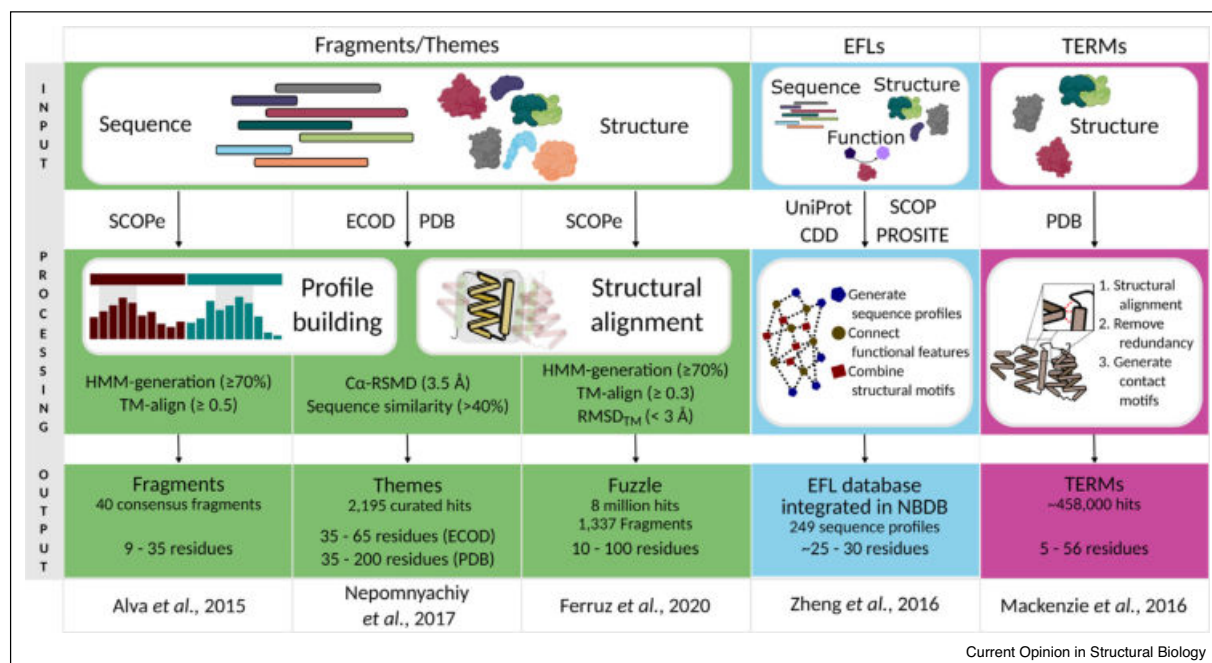 Fragments/Themes
EFLs
TERMs
INPUT
Sequence
Structure
Sequence
Structure
Function
Structure
SCOPe
ECOD
PDB
SCOPe
UniProt
CDD
SCOP
PROSITE
PDB
PROCESSING
Profile
building
Structural
alignment
Generate
sequence profiles
Connect
functional features
Combine
structural motifs
1. Structural
alignment
2. Remove
redundancy
3. Generate
contact
motifs
HMM-generation (≥70%)
TM-align (≥ 0.5)
Cα-RSMD (3.5 Å)
Sequence similarity (>40%)
HMM-generation (≥70%)
TM-align (≥ 0.3)
RMSD_TM (< 3 Å)
OUTPUT
Fragments
40 consensus fragments
9 - 35 residues
Themes
2,195 curated hits
35 - 65 residues (ECOD)
35 - 200 residues (PDB)
Fuzzle
8 million hits
1,337 Fragments
10 - 100 residues
EFL database
integrated in NBDB
249 sequence profiles
~25 - 30 residues
TERMs
~458,000 hits
5 - 56 residues
Alva et al., 2015
Nepomnyachiy
et al., 2017
Ferruz et al., 2020
Zheng et al., 2016
Mackenzie et al., 2016
Current Opinion in Structural Biology